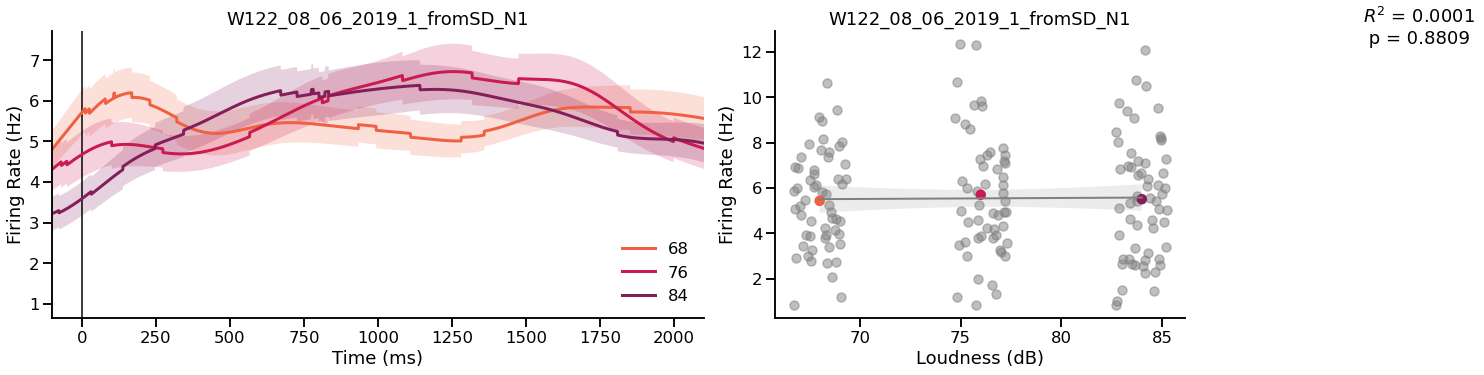 W122_08_06_2019_1_fromSD_N1
Firing Rate (Hz)
7
6
5
4
3
2
1
68
76
84
0 250 500 750 1000 1250 1500 1750 2000
Time (ms)
W122_08_06_2019_1_fromSD_N1
Firing Rate (Hz)
12
10
8
6
4
2
70 75 80 85
Loudness (dB)
R² = 0.0001
p = 0.8809